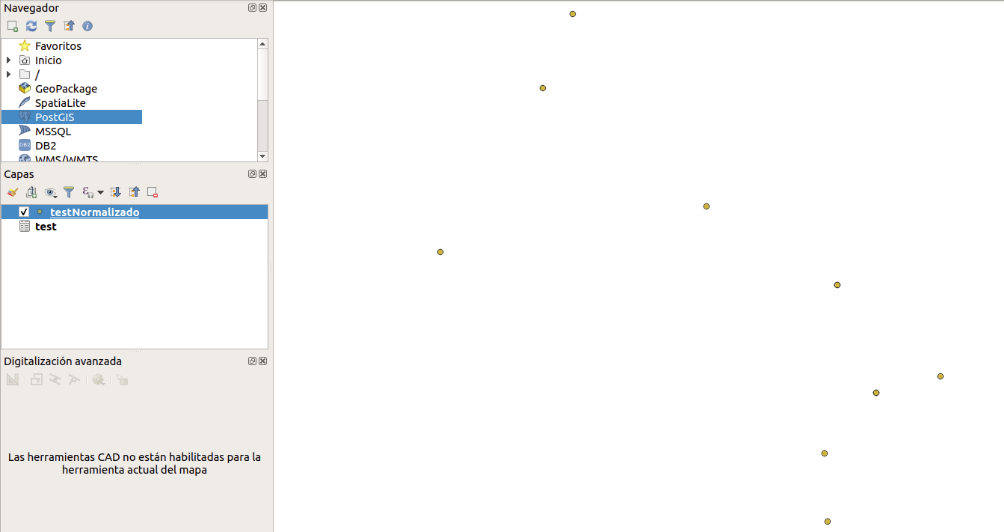 Navegador
Favoritos
Inicio
/
GeoPackage
SpatiaLite
PostGIS
MSSQL
DB2
WMS/WMTS
Capas
testNormalizado
test
Digitalización avanzada
Las herramientas CAD no están habilitadas para la
herramienta actual del mapa